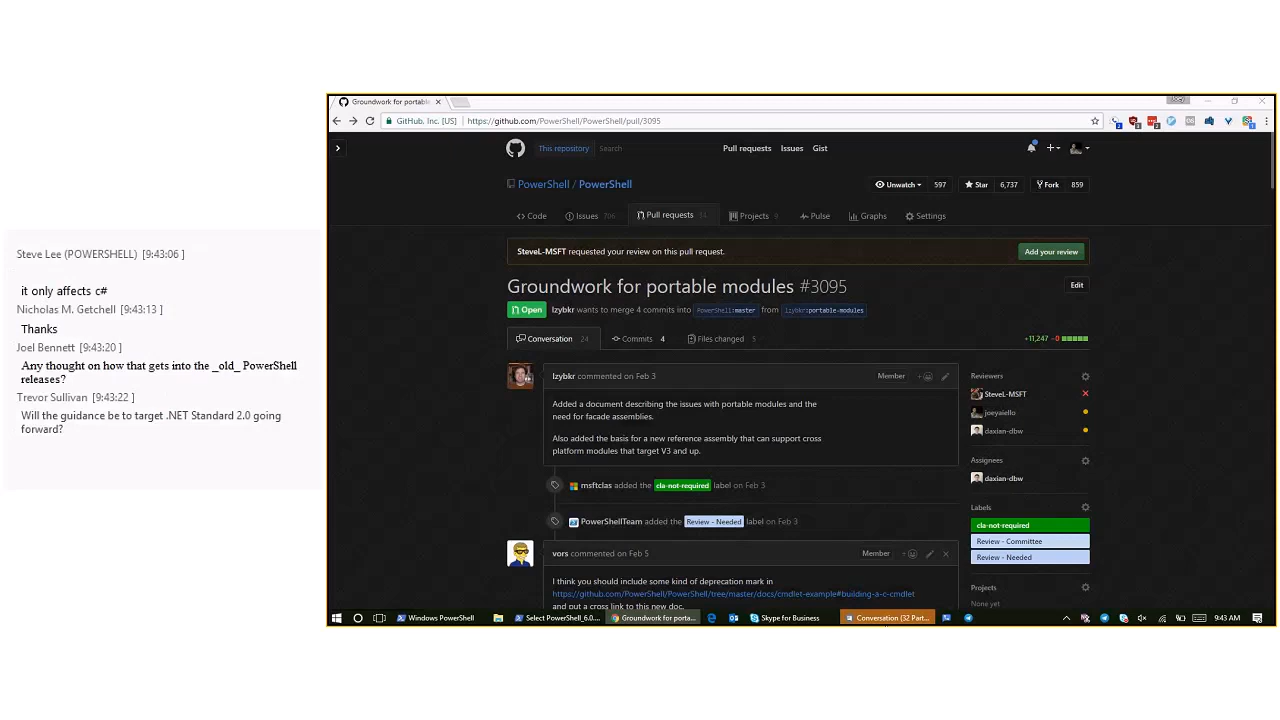 Steve Lee (POWERSHELL) [9:43:06 ]
it only affects c#
Nicholas M. Getchell [9:43:13 ]
Thanks
Joel Bennett [9:43:20 ]
Any thought on how that gets into the _old_ PowerShell
releases?
Trevor Sullivan [9:43:22 ]
Will the guidance be to target .NET Standard 2.0 going
forward?
Groundwork for portable
GitHub, Inc. [US] https://github.com/PowerShell/PowerShell/pull/3095
This repository Search Pull requests Issues Gist
PowerShell / PowerShell
Unwatch 597 Star 6,737 Fork 859
Code Issues 706 Pull requests Projects 9 Pulse Graphs Settings
SteveL-MSFT requested your review on this pull request. Add your review
Groundwork for portable modules #3095 Edit
Open lzybkr wants to merge 4 commits into PowerShell:master from lzybkr:portable-modules
Conversation 24 Commits 4 Files changed 5 +11,247 -0
lzybkr commented on Feb 3 Member
Added a document describing the issues with portable modules and the
need for facade assemblies.
Also added the basis for a new reference assembly that can support cross
platform modules that target V3 and up.
msftclas added the cla-not-required label on Feb 3
PowerShellTeam added the Review - Needed label on Feb 3
vors commented on Feb 5 Member
I think you should include some kind of deprecation mark in
https://github.com/PowerShell/PowerShell/tree/master/docs/cmdlet-example#building-a-c-cmdlet
and put a cross link to this new doc.
Reviewers
SteveL-MSFT
joeyaiello
daxian-dbw
Assignees
daxian-dbw
Labels
cla-not-required
Review - Committee
Review - Needed
Projects
None yet
Windows PowerShell Select PowerShell_6.0.... Groundwork for porta... Skype for Business Conversation (32 Part... 9:43 AM